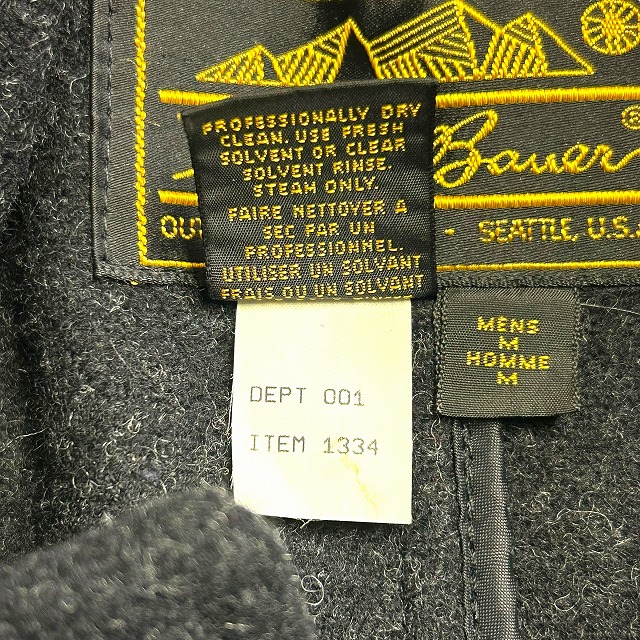 Bauer®
OU
- SEATTLE, U.S.
PROFESSIONALLY DRY
CLEAN. USE FRESH
SOLVENT OR CLEAR
SOLVENT RINSE.
STEAM ONLY.
FAIRE NETTOYER A
SEC PAR UN
PROFESSIONNEL.
UTILISER UN SOLVANT
FRAIS OU UN SOLVANT
MENS
M
HOMME
M
DEPT 001
ITEM 1334